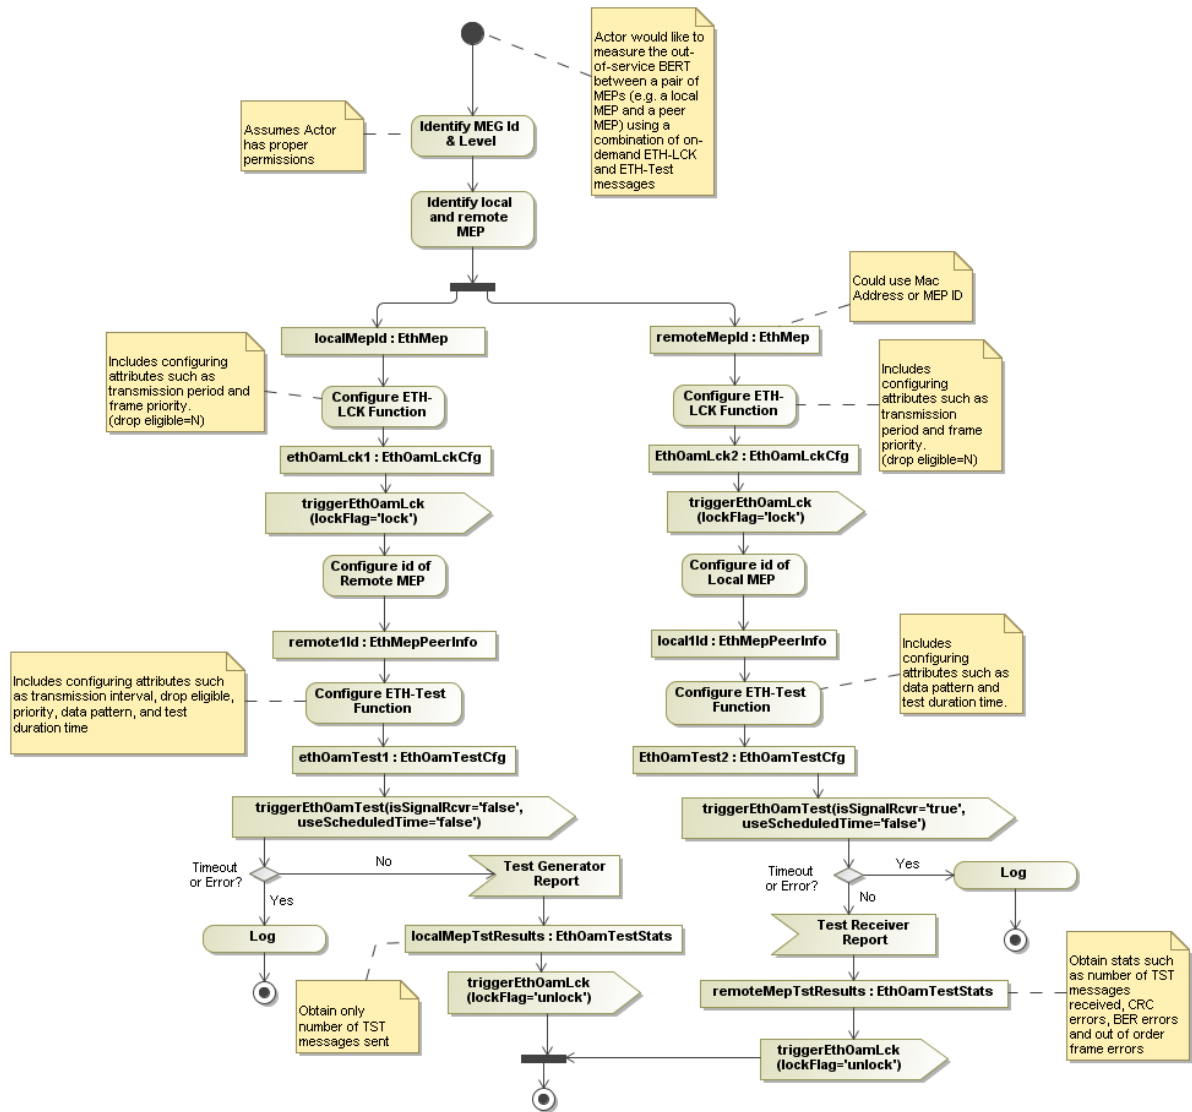 Actor would like to
measure the out-
of-service BERT
between a pair of
MEPs (e.g. a local
MEP and a peer
MEP) using a
combination of on-
demand ETH-LCK
and ETH-Test
messages
Assumes Actor
has proper
permissions
Identify MEG Id
& Level
Identify local
and remote
MEP
Could use Mac
Address or MEP ID
localMepId : EthMep
remoteMepId : EthMep
Includes configuring
attributes such as
transmission period and
frame priority.
(drop eligible=N)
Configure ETH-
LCK Function
Configure ETH-
LCK Function
Includes
configuring
attributes such as
transmission
period and frame
priority.
(drop eligible=N)
ethOamLck1 : EthOamLckCfg
EthOamLck2 : EthOamLckCfg
triggerEthOamLck
(lockFlag='lock')
triggerEthOamLck
(lockFlag='lock')
Configure id of
Remote MEP
Configure id of
Local MEP
remote1Id : EthMepPeerInfo
local1Id : EthMepPeerInfo
Includes configuring attributes such
as transmission interval, drop eligible,
priority, data pattern, and test
duration time
Configure ETH-Test
Function
Configure ETH-Test
Function
Includes
configuring
attributes such as
data pattern and
test duration time.
ethOamTest1 : EthOamTestCfg
EthOamTest2 : EthOamTestCfg
triggerEthOamTest(isSignalRcvr='false',
useScheduledTime='false')
triggerEthOamTest(isSignalRcvr='true',
useScheduledTime='false')
Timeout
or Error?
No
Yes
Test Generator
Report
Timeout
or Error?
Yes
No
Log
Log
Test Receiver
Report
localMepTstResults : EthOamTestStats
Obtain only
number of TST
messages sent
triggerEthOamLck
(lockFlag='unlock')
remoteMepTstResults : EthOamTestStats
Obtain stats such
as number of TST
messages
received, CRC
errors, BER errors
and out of order
frame errors
triggerEthOamLck
(lockFlag='unlock')